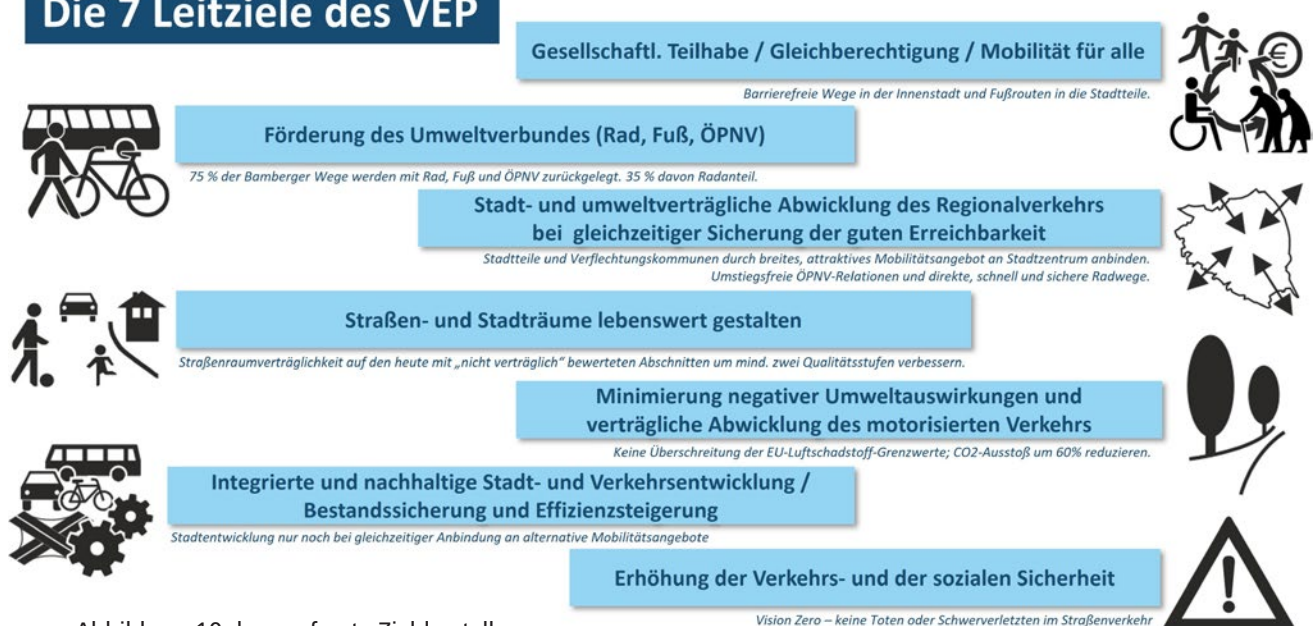 Die 7 Leitziele des VEP
Gesellschaftl. Teilhabe / Gleichberechtigung / Mobilität für alle
Barrierefreie Wege in der Innenstadt und Fußrouten in die Stadtteile.
Förderung des Umweltverbundes (Rad, Fuß, ÖPNV)
75 % der Bamberger Wege werden mit Rad, Fuß und ÖPNV zurückgelegt. 35 % davon Radanteil.
Stadt- und umweltverträgliche Abwicklung des Regionalverkehrs
bei gleichzeitiger Sicherung der guten Erreichbarkeit
Stadtteile und Verflechtungskommunen durch breites, attraktives Mobilitätsangebot an Stadtzentrum anbinden.
Umstiegsfreie ÖPNV-Relationen und direkte, schnell und sichere Radwege.
Straßen- und Stadträume lebenswert gestalten
Straßenraumverträglichkeit auf den heute mit „nicht verträglich“ bewerteten Abschnitten um mind. zwei Qualitätsstufen verbessern.
Minimierung negativer Umweltauswirkungen und
verträgliche Abwicklung des motorisierten Verkehrs
Keine Überschreitung der EU-Luftschadstoff-Grenzwerte; CO2-Ausstoß um 60% reduzieren.
Integrierte und nachhaltige Stadt- und Verkehrsentwicklung /
Bestandssicherung und Effizienzsteigerung
Stadtentwicklung nur noch bei gleichzeitiger Anbindung an alternative Mobilitätsangebote
Erhöhung der Verkehrs- und der sozialen Sicherheit
Vision Zero – keine Toten oder Schwerverletzten im Straßenverkehr
€